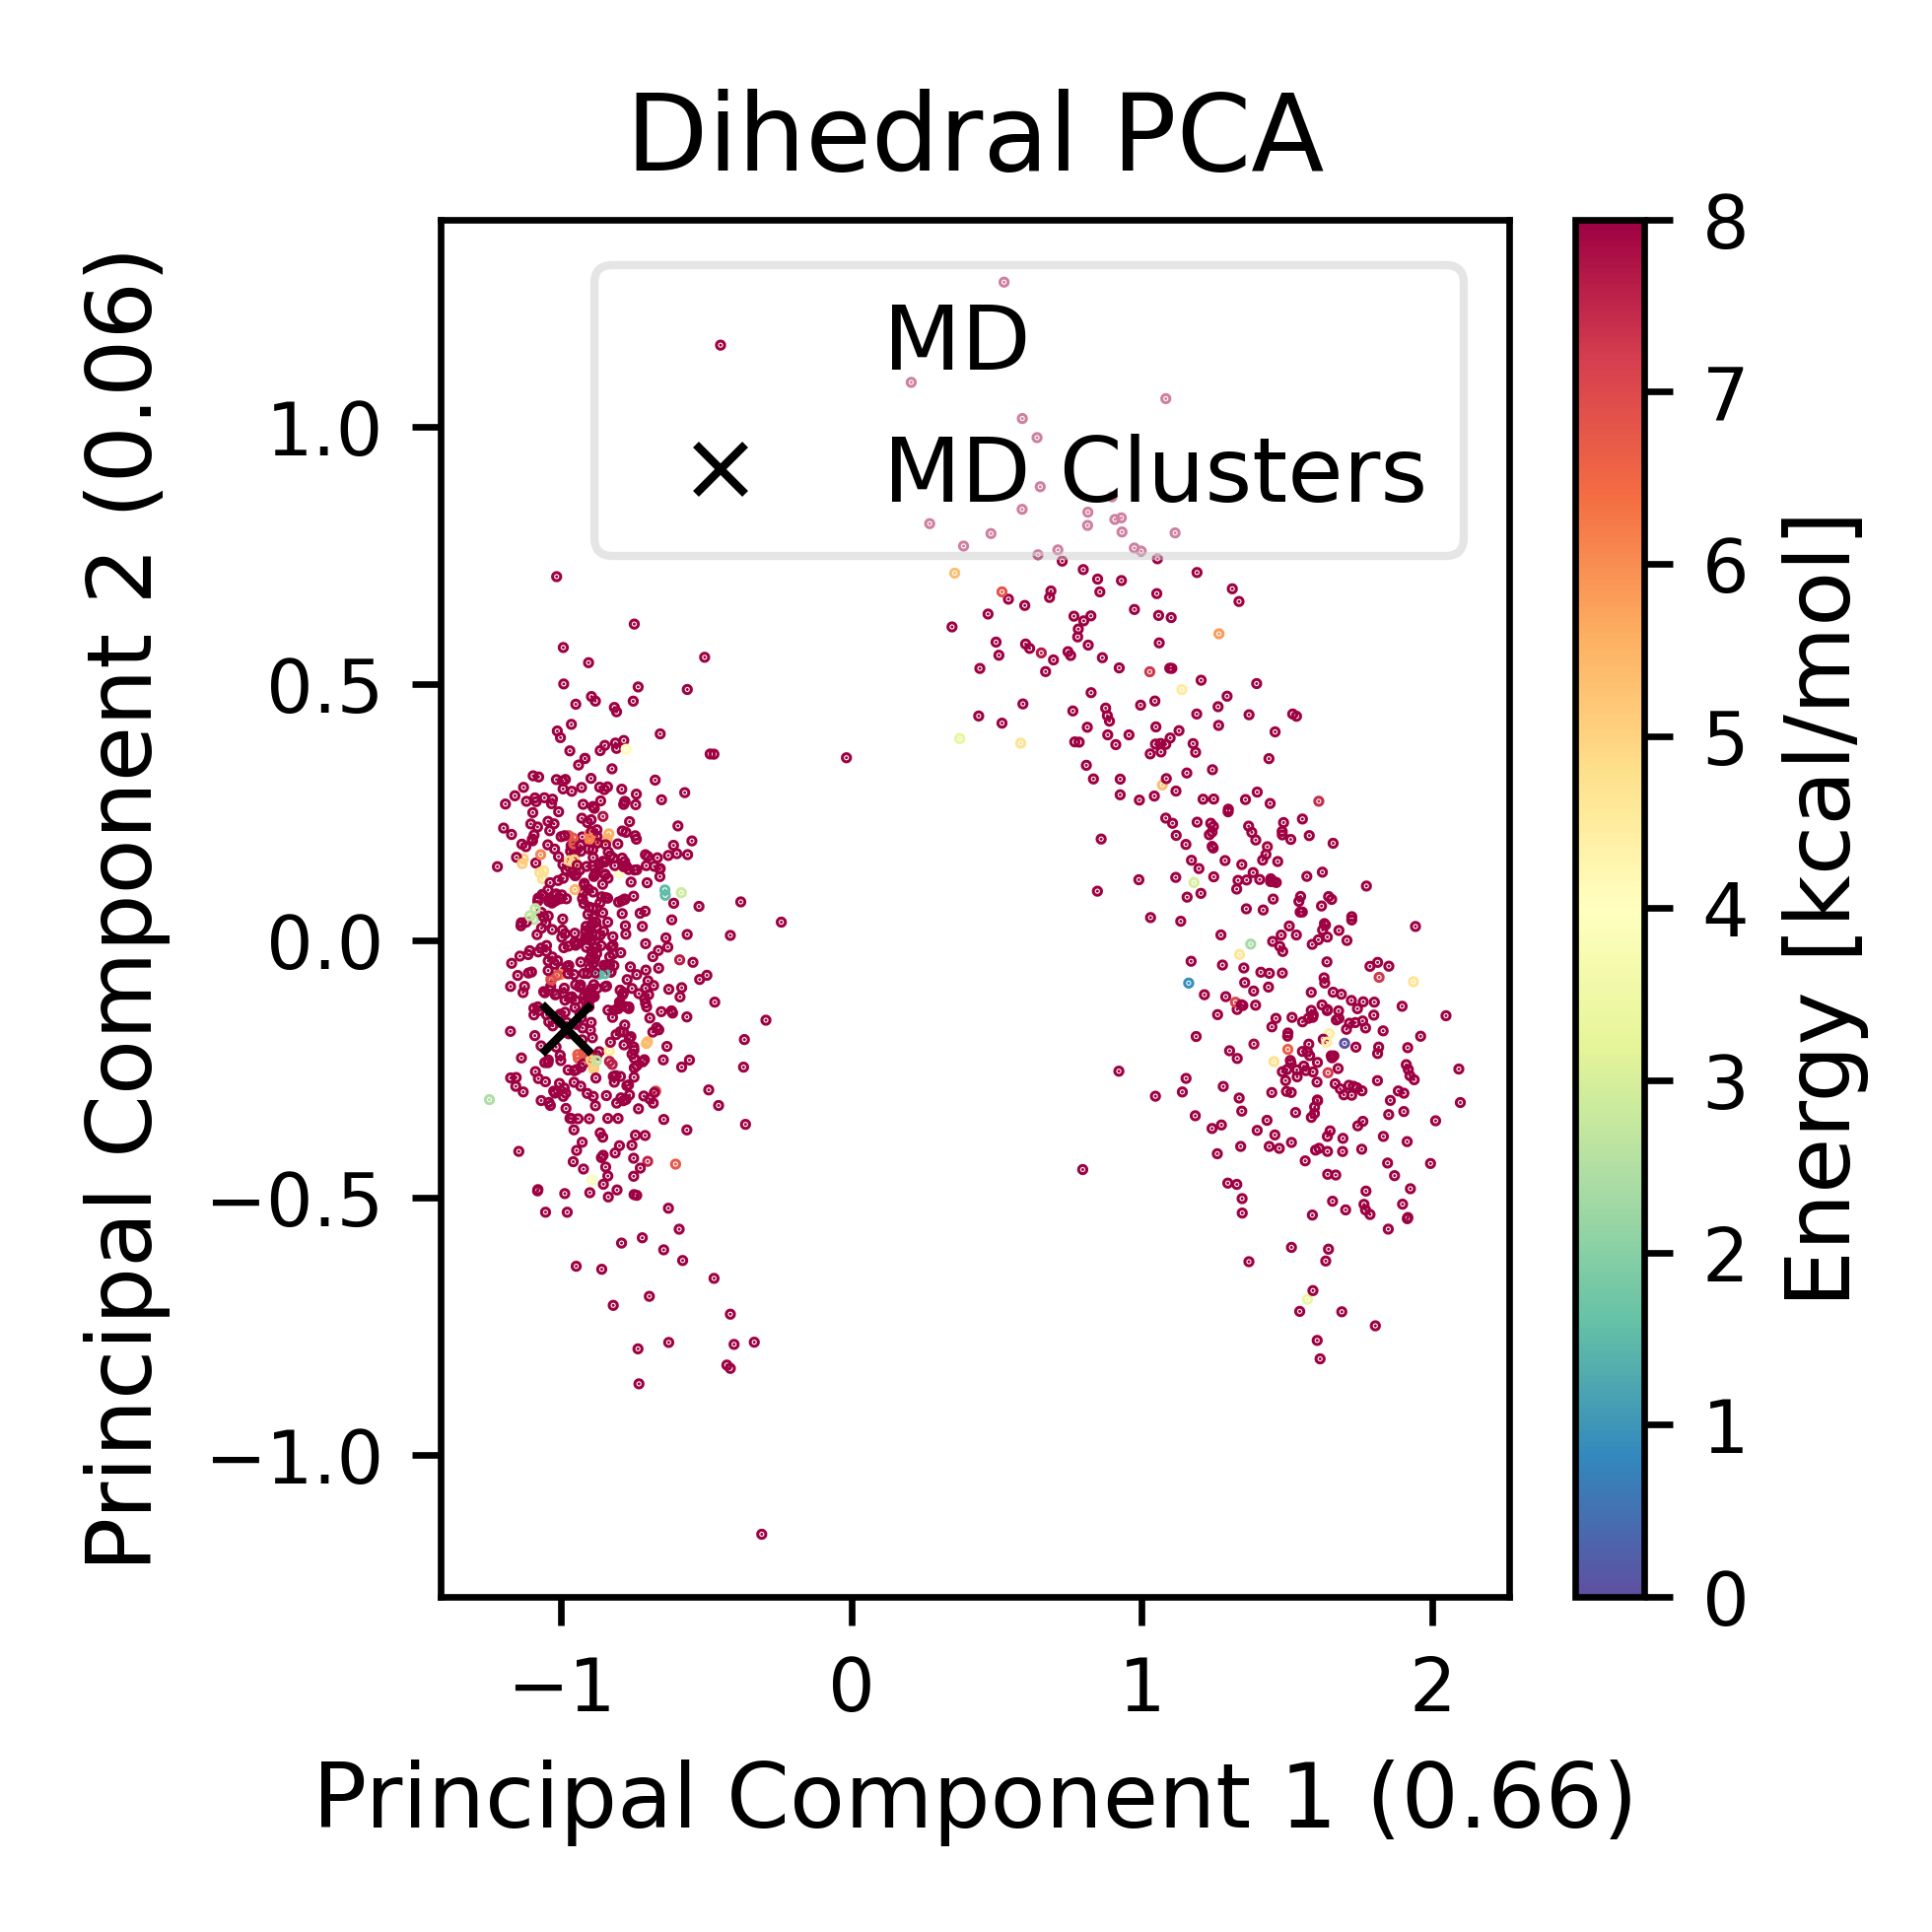 Dihedral PCA
MD
MD Clusters
Principal Component 2 (0.06)
1.0
0.5
0.0
−0.5
−1.0
−1 0 1 2
Principal Component 1 (0.66)
8
7
6
5
4
3
2
1
0
Energy [kcal/mol]